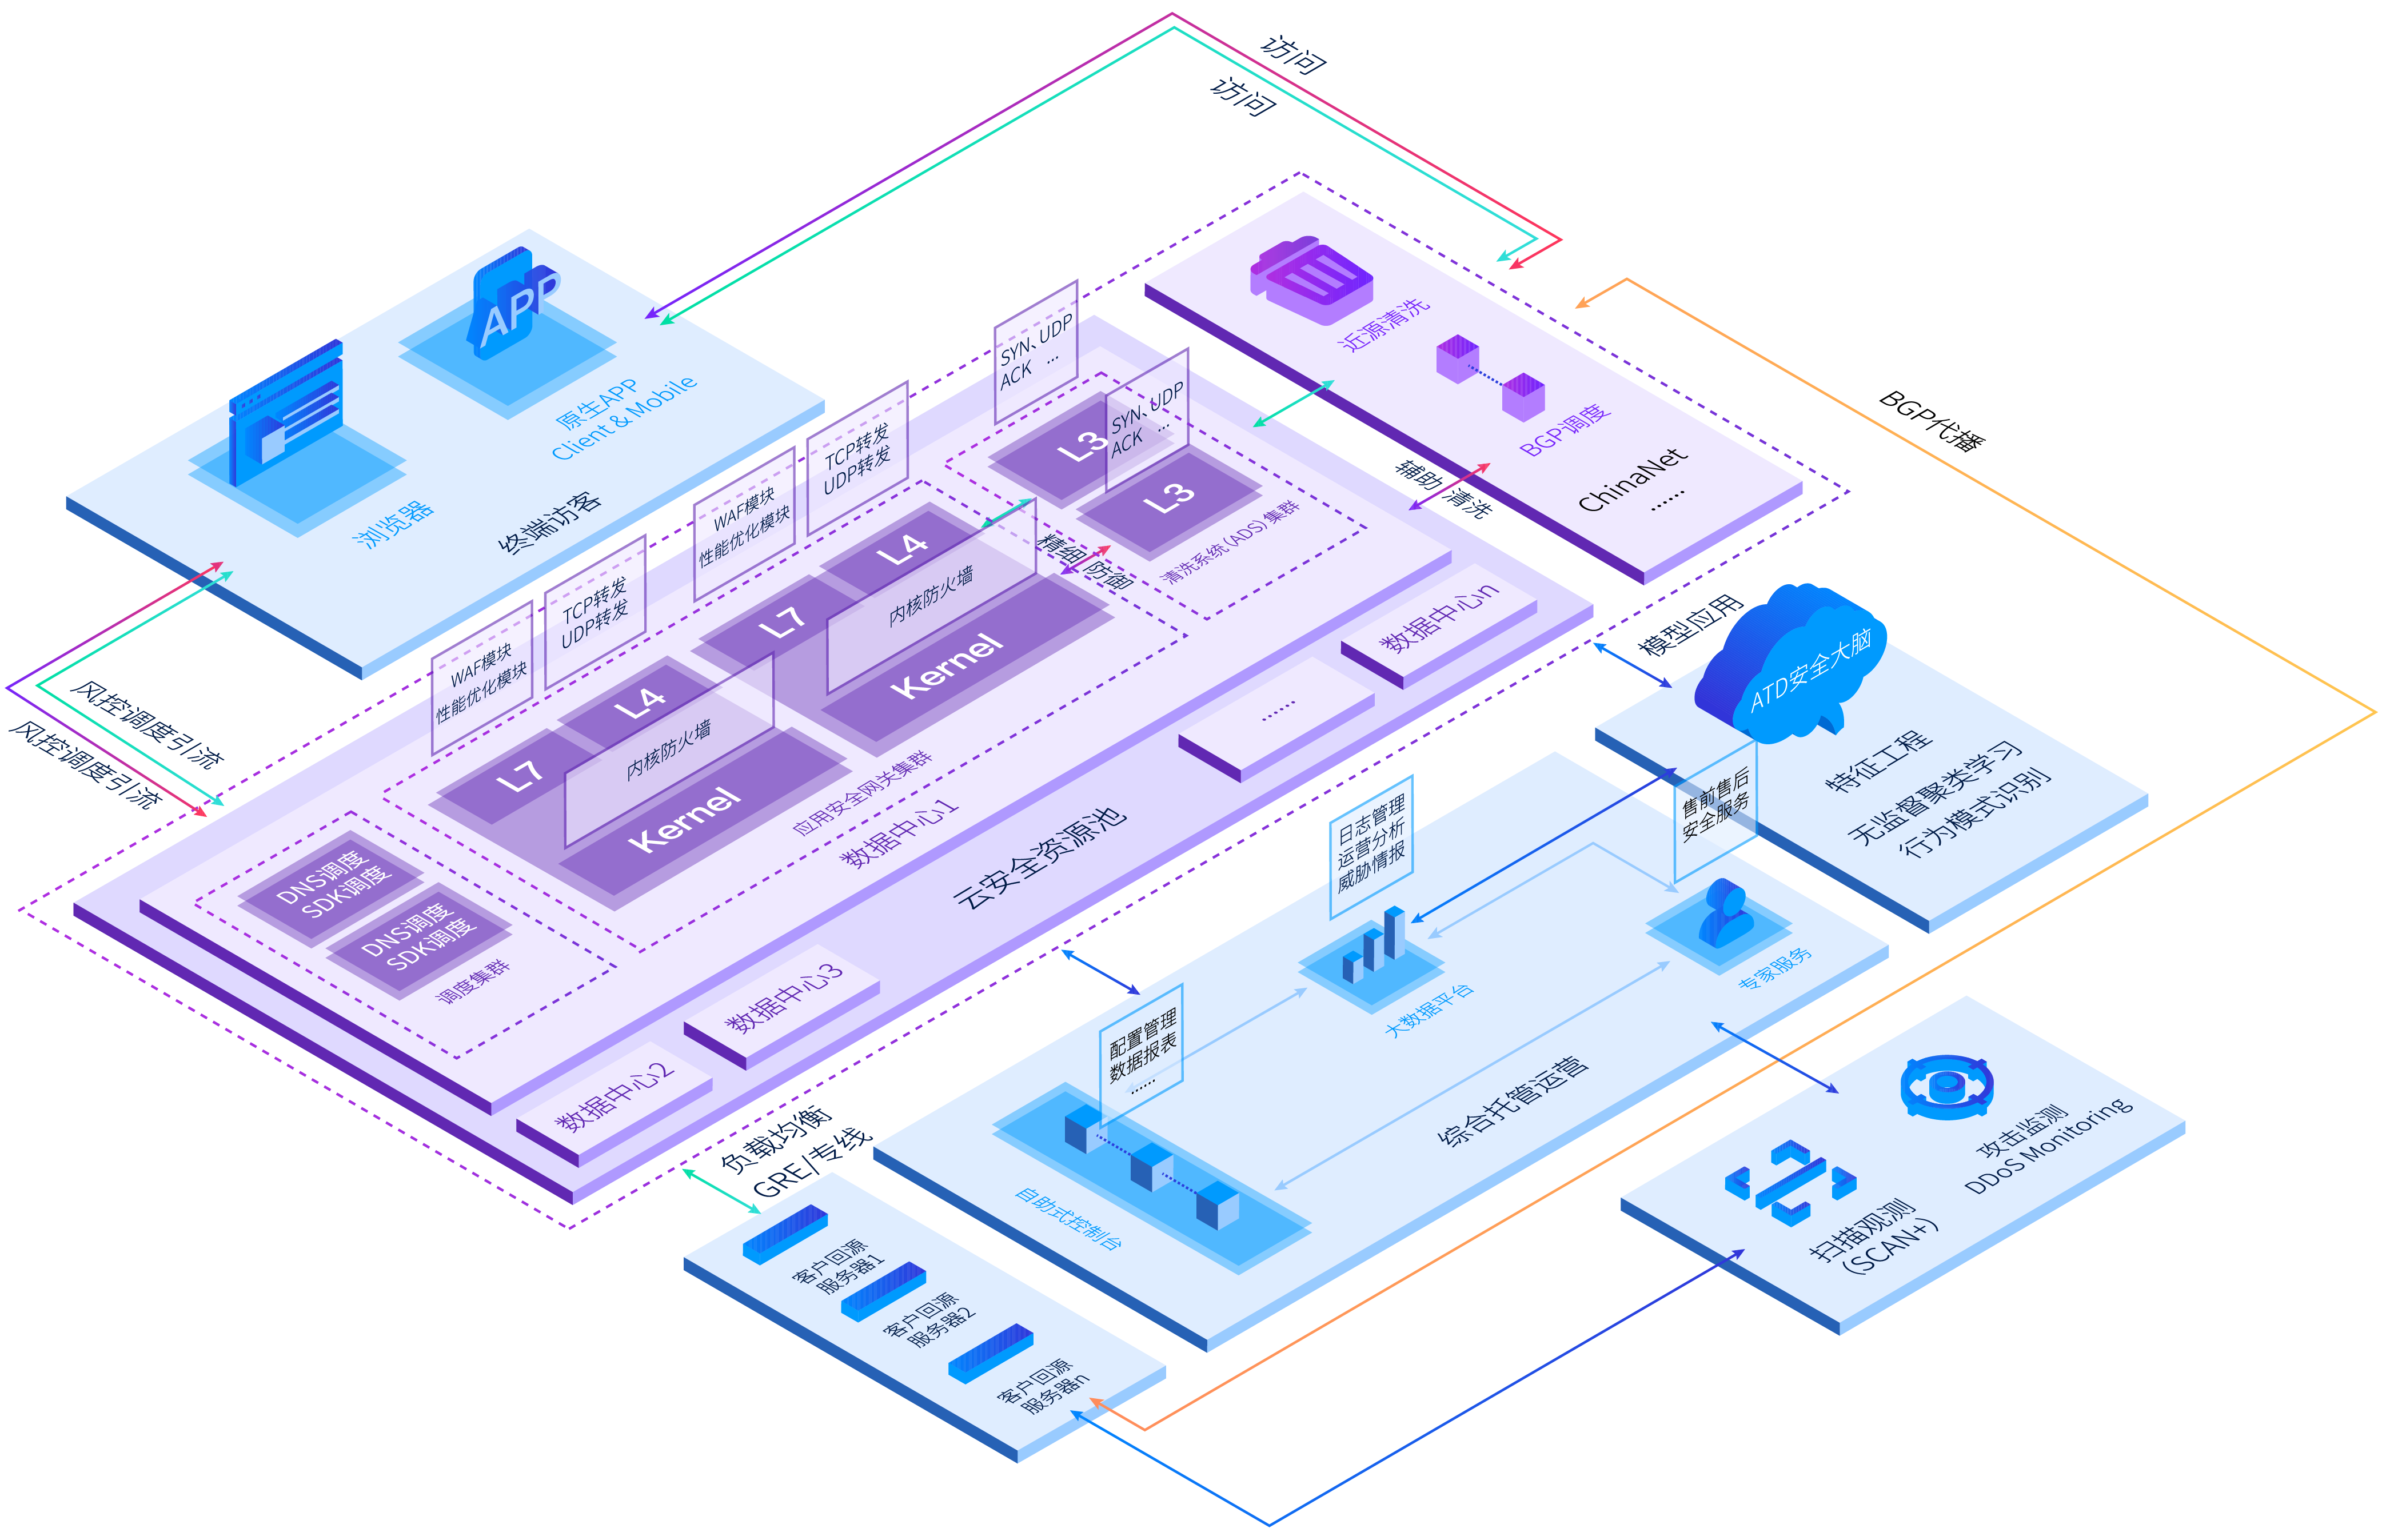 访问
访问
原生APP
Client & Mobile
APP
浏览器
终端访客
近源清洗
BGP调度
ChinaNet
......
BGP代播
SYN、UDP
ACK ...
SYN、UDP
ACK ...
L3
L3
清洗系统（ADS）集群
辅助 清洗
精细 防御
TCP转发
UDP转发
WAF模块
性能优化模块
TCP转发
UDP转发
WAF模块
性能优化模块
L4
L7
内核防火墙
Kernel
L4
L7
内核防火墙
Kernel
应用安全网关集群
数据中心1
风控调度引流
风控调度引流
DNS调度
SDK调度
DNS调度
SDK调度
调度集群
云安全资源池
数据中心n
......
数据中心3
数据中心2
模型应用
ATD安全大脑
特征工程
无监督聚类学习
行为模式识别
售前售后
安全服务
日志管理
运营分析
威胁情报
专家服务
大数据平台
配置管理
数据报表
......
自助式控制台
综合托管运营
负载均衡
GRE/专线
客户回源
服务器1
客户回源
服务器2
客户回源
服务器n
攻击监测
DDoS Monitoring
扫描观测
(SCAN+)